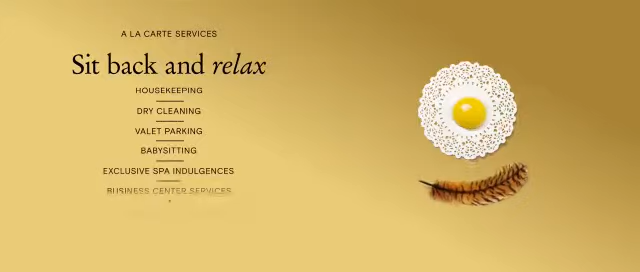 A LA CARTE SERVICES
Sit back and relax
HOUSEKEEPING
DRY CLEANING
VALET PARKING
BABYSITTING
EXCLUSIVE SPA INDULGENCES
BUSINESS CENTER SERVICES